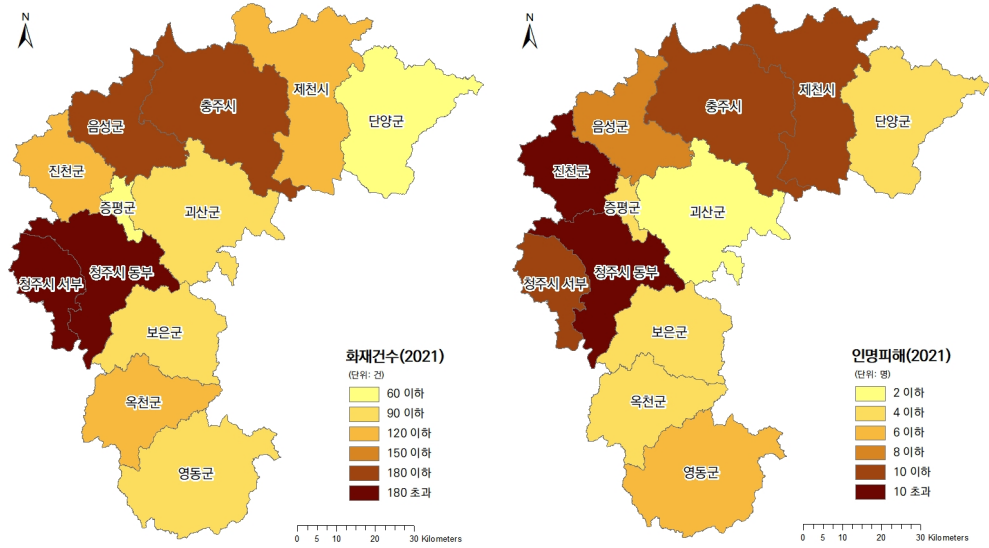 N
제천시
충주시
단양군
음성군
진천군
증평군
괴산군
청주시 동부
청주시 서부
보은군
옥천군
영동군
화재건수(2021)
(단위: 건)
60 이하
90 이하
120 이하
150 이하
180 이하
180 초과
0 5 10 20 30 Kilometers
N
제천시
충주시
단양군
음성군
진천군
증평군
괴산군
청주시 동부
청주시 서부
보은군
옥천군
영동군
인명피해(2021)
(단위: 명)
2 이하
4 이하
6 이하
8 이하
10 이하
10 초과
0 5 10 20 30 Kilometers